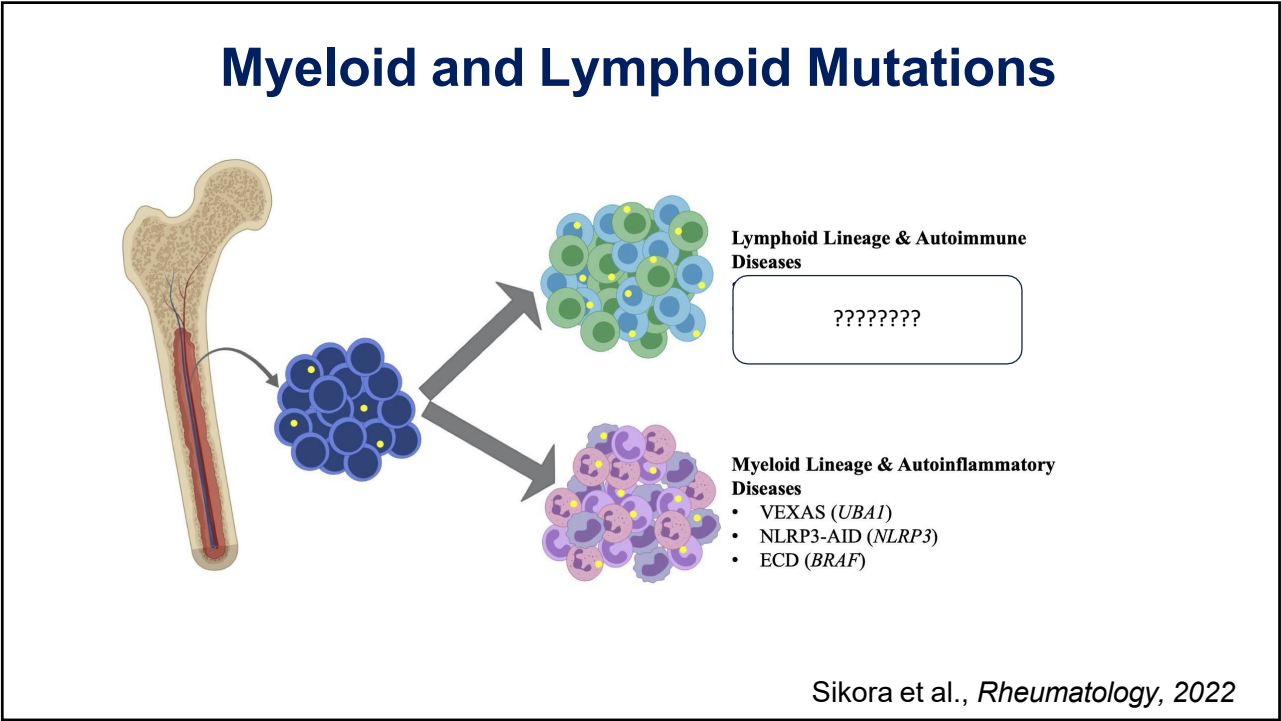 Myeloid and Lymphoid Mutations
Lymphoid Lineage & Autoimmune
Diseases
????????
Myeloid Lineage & Autoinflammatory
Diseases
• VEXAS (UBA1)
• NLRP3-AID (NLRP3)
• ECD (BRAF)
Sikora et al., Rheumatology, 2022